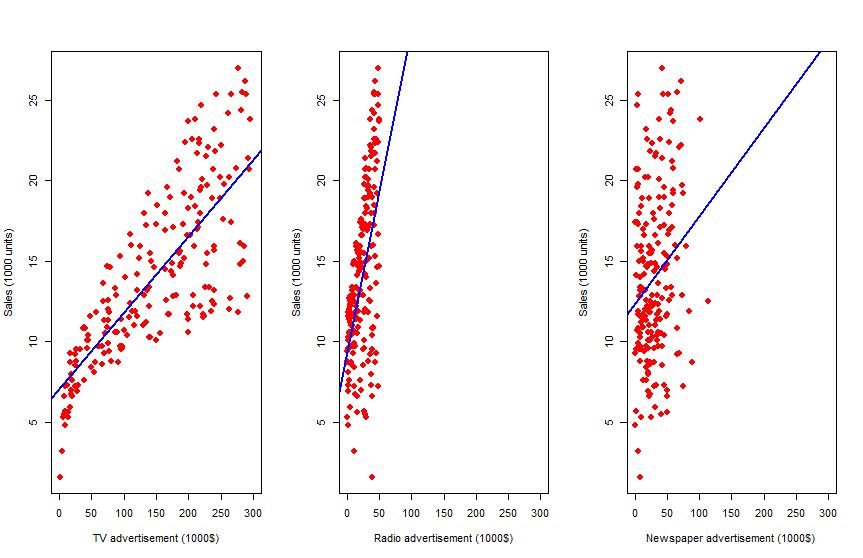 Sales (1000 units)
25
20
15
10
5
0 50 100 150 200 250 300
TV advertisement (1000$)
Sales (1000 units)
25
20
15
10
5
0 50 100 150 200 250 300
Radio advertisement (1000$)
Sales (1000 units)
25
20
15
10
5
0 50 100 150 200 250 300
Newspaper advertisement (1000$)